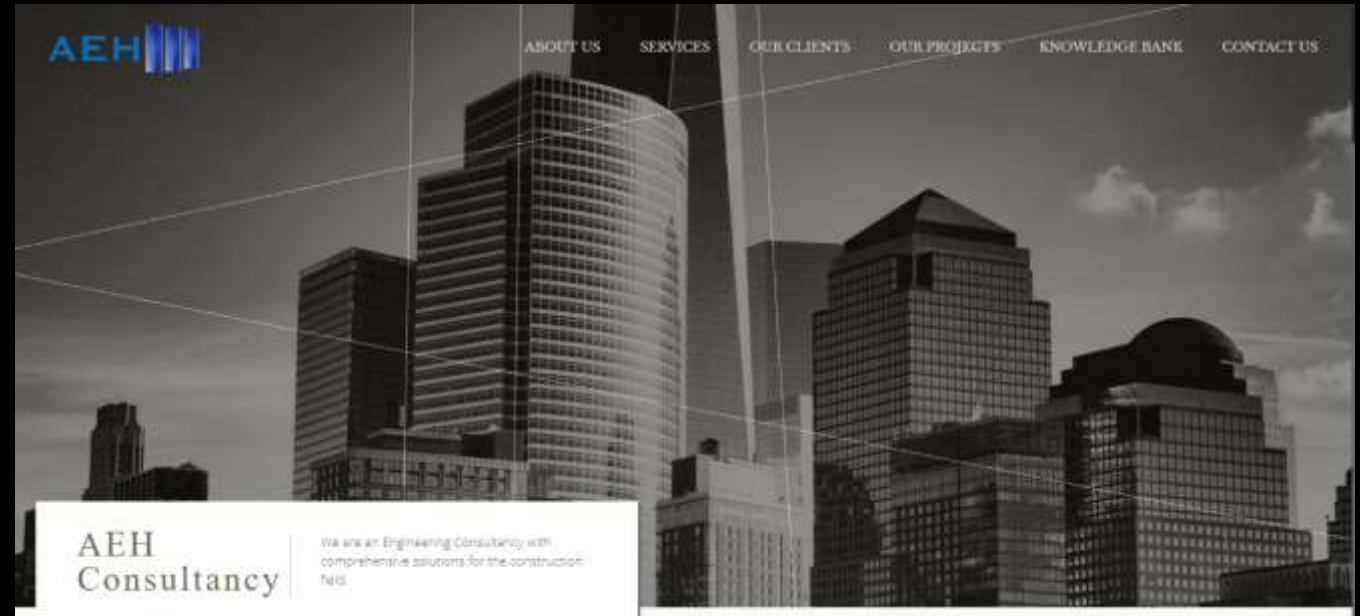 AEH
ABOUT US SERVICES OUR CLIENTS OUR PROJECTS KNOWLEDGE BANK CONTACT US
AEH
Consultancy
We are an Engineering Consultancy with
comprehensive solutions for the construction
field